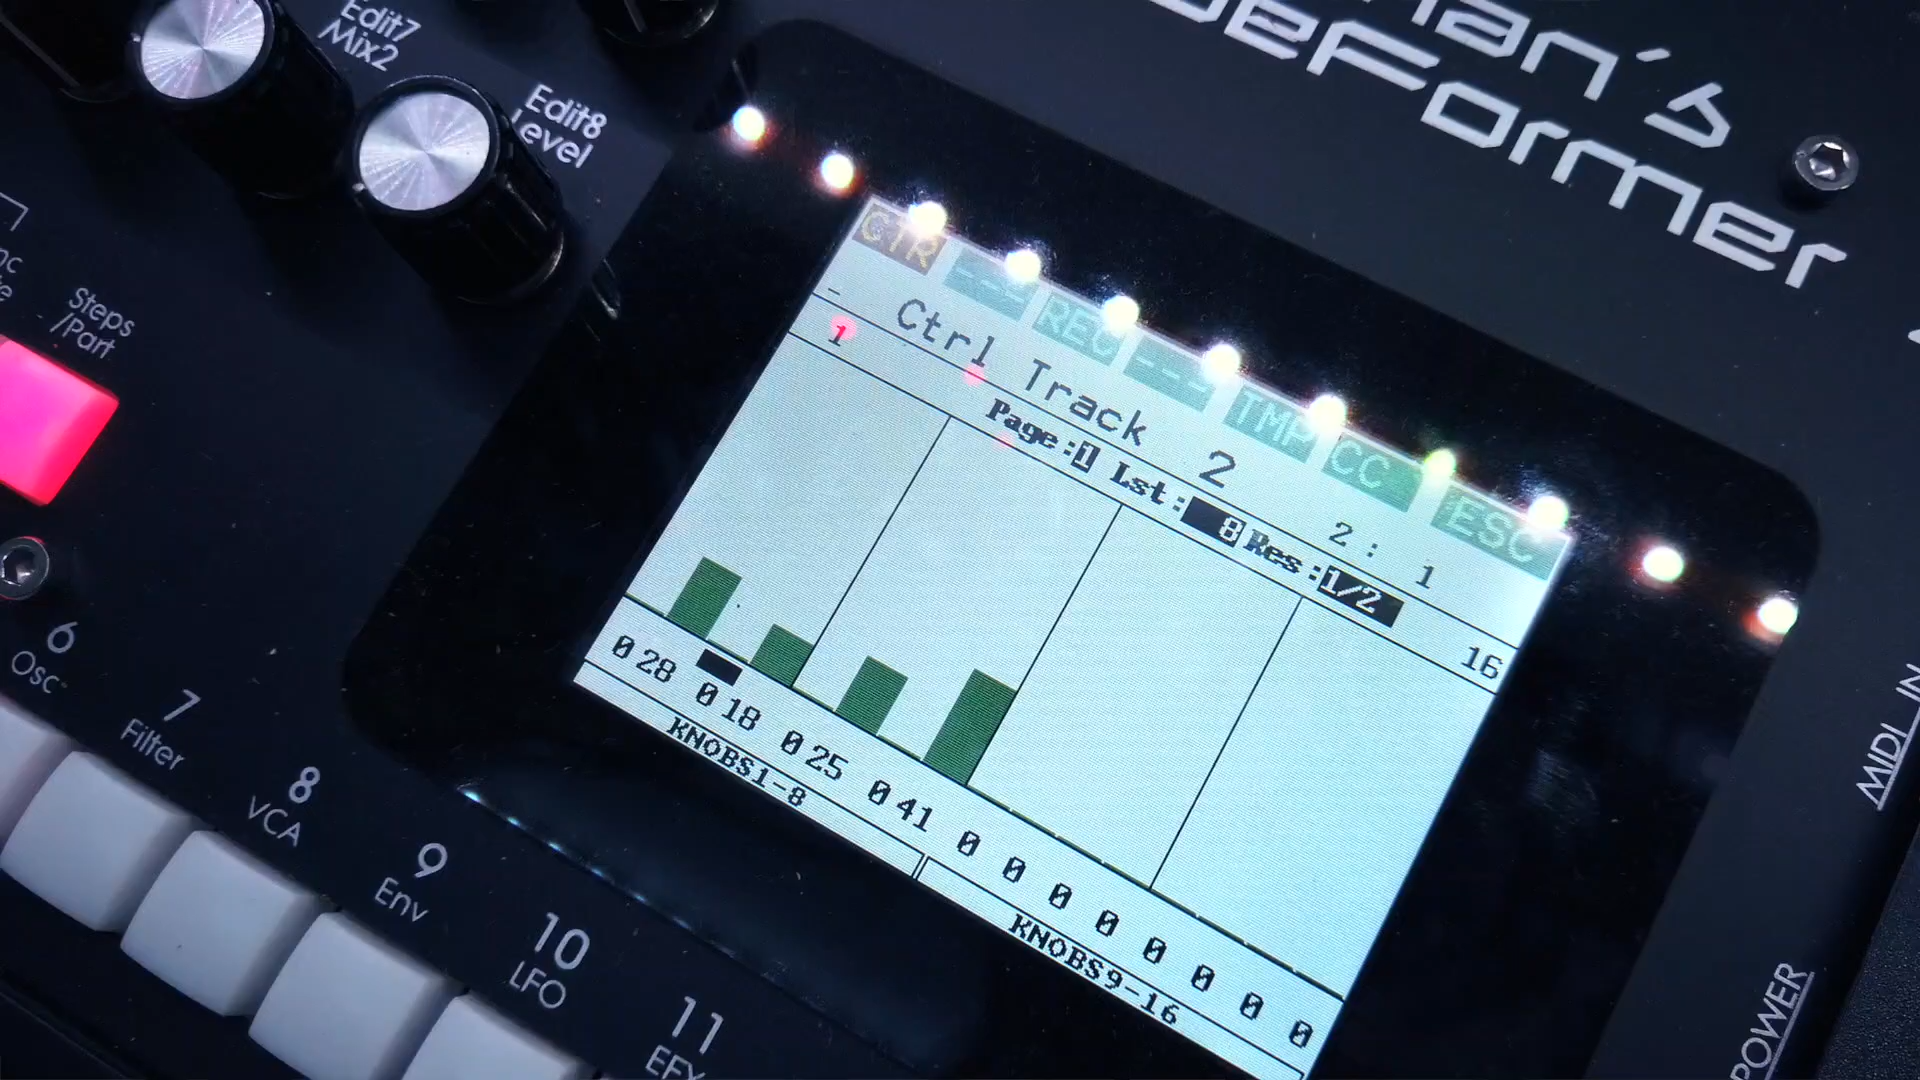 Edit7
Mix2
Edit8
Level
Steps
/Part
6
Osc
7
Filter
8
VCA
9
Env
10
LFO
11
CTR --- REC --- TMP CC ESC
- Ctrl Track 2 2: 1
1 Page:1 Lst: 8 Res:1/2 16
0 28 0 18 0 25 0 41 0 0 0 0 0 0 0 0
KNOBS1-8 KNOBS9-16
MIDI IN
POWER